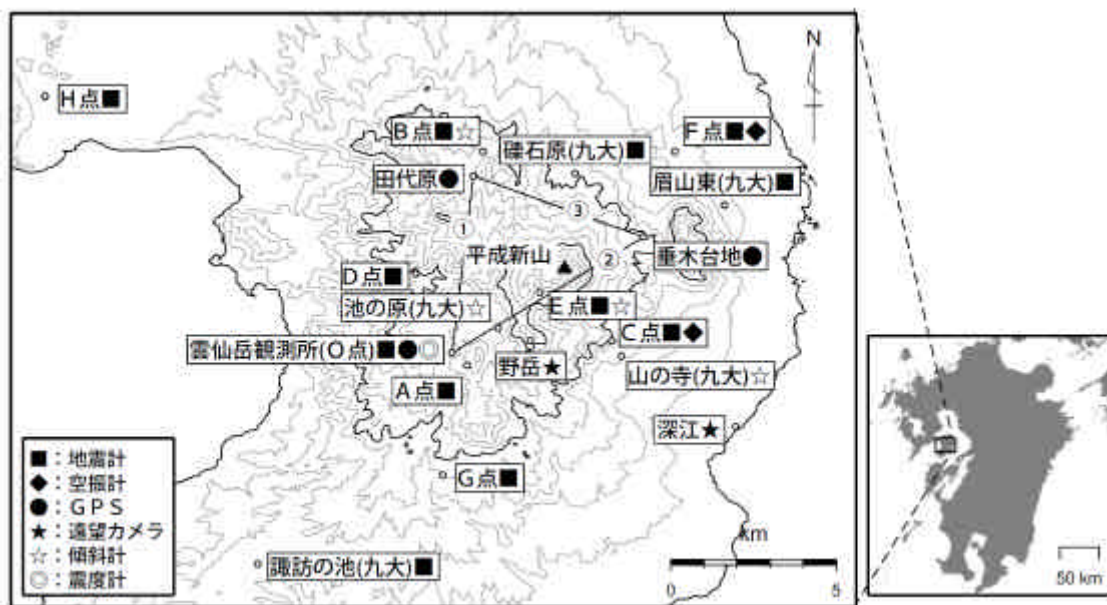 N
H点■
B点■☆
F点■◆
礰石原(九大)■
田代原●
眉山東(九大)■
③
①
平成新山
②
垂木台地●
D点■
池の原(九大)☆
E点■☆
C点■◆
雲仙岳観測所(O点)■●◎
野岳★
山の寺(九大)☆
A点■
深江★
G点■
諏訪の池(九大)■
■：地震計
◆：空振計
●：GPS
★：遠望カメラ
☆：傾斜計
◎：震度計
km
0 5
50 km